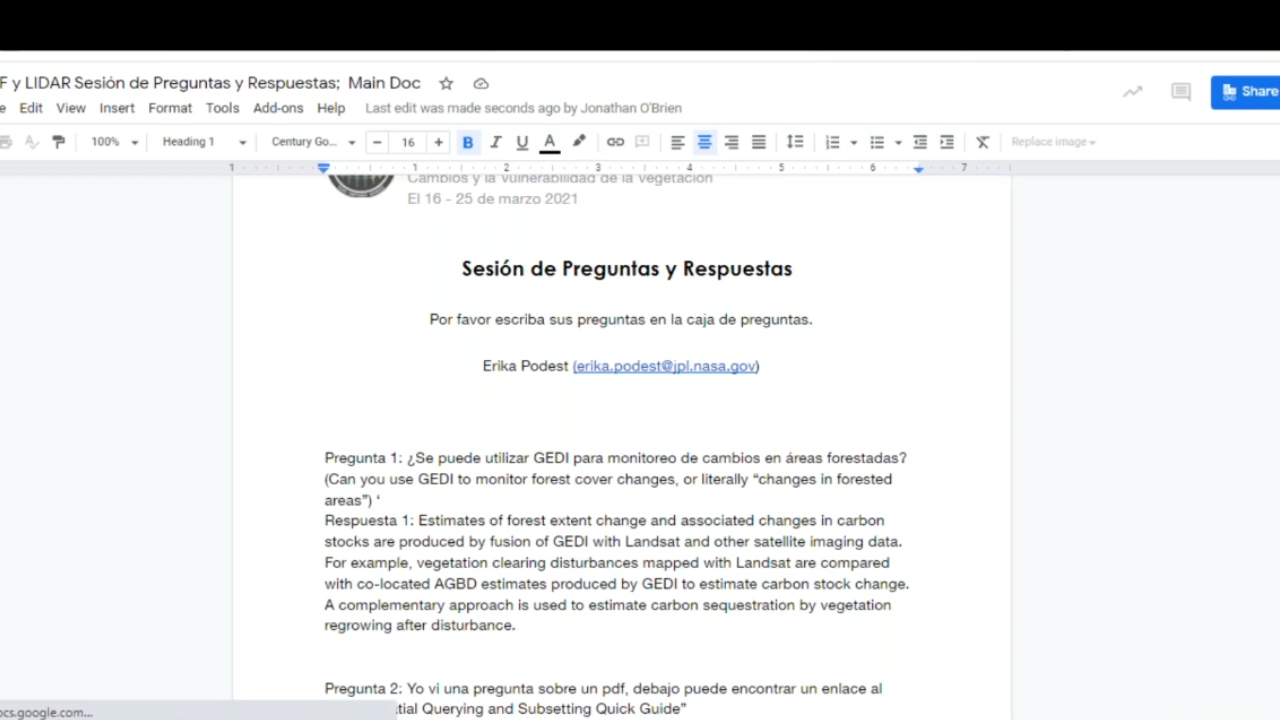 F y LIDAR Sesión de Preguntas y Respuestas; Main Doc
Edit View Insert Format Tools Add-ons Help Last edit was made seconds ago by Jonathan O'Brien
Share
100% Heading 1 Century Go... 16 B I U A Replace image
1 1 2 3 4 5 6 7
Cambios y la Vulnerabilidad de la Vegetación
El 16 - 25 de marzo 2021
Sesión de Preguntas y Respuestas
Por favor escriba sus preguntas en la caja de preguntas.
Erika Podest (erika.podest@jpl.nasa.gov)
Pregunta 1: ¿Se puede utilizar GEDI para monitoreo de cambios en áreas forestadas?
(Can you use GEDI to monitor forest cover changes, or literally “changes in forested
areas”) ‘
Respuesta 1: Estimates of forest extent change and associated changes in carbon
stocks are produced by fusion of GEDI with Landsat and other satellite imaging data.
For example, vegetation clearing disturbances mapped with Landsat are compared
with co-located AGBD estimates produced by GEDI to estimate carbon stock change.
A complementary approach is used to estimate carbon sequestration by vegetation
regrowing after disturbance.
Pregunta 2: Yo vi una pregunta sobre un pdf, debajo puede encontrar un enlace al
tial Querying and Subsetting Quick Guide”
ocs.google.com...